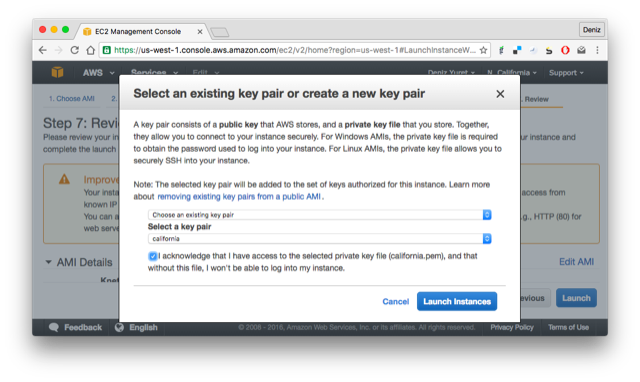 EC2 Management Console
Deniz
https://us-west-1.console.aws.amazon.com/ec2/v2/home?region=us-west-1#LaunchInstanceW...
AWS Services Edit Deniz Yuret N. California Support
1. Choose AMI 2. Review
Select an existing key pair or create a new key pair
Step 7: Revi
Please review your in ur instance and
complete the launch
A key pair consists of a public key that AWS stores, and a private key file that you store. Together,
they allow you to connect to your instance securely. For Windows AMIs, the private key file is required
to obtain the password used to log into your instance. For Linux AMIs, the private key file allows you to
securely SSH into your instance.
Improve
Your insta access from
known IP
You can a .g., HTTP (80) for
web serve
Note: The selected key pair will be added to the set of keys authorized for this instance. Learn more
about removing existing key pairs from a public AMI .
Choose an existing key pair
Select a key pair
california
I acknowledge that I have access to the selected private key file (california.pem), and that
without this file, I won't be able to log into my instance.
AMI Details Edit AMI
Cancel Launch Instances
evious Launch
Feedback English © 2008 - 2016, Amazon Web Services, Inc. or its affiliates. All rights reserved. Privacy Policy Terms of Use